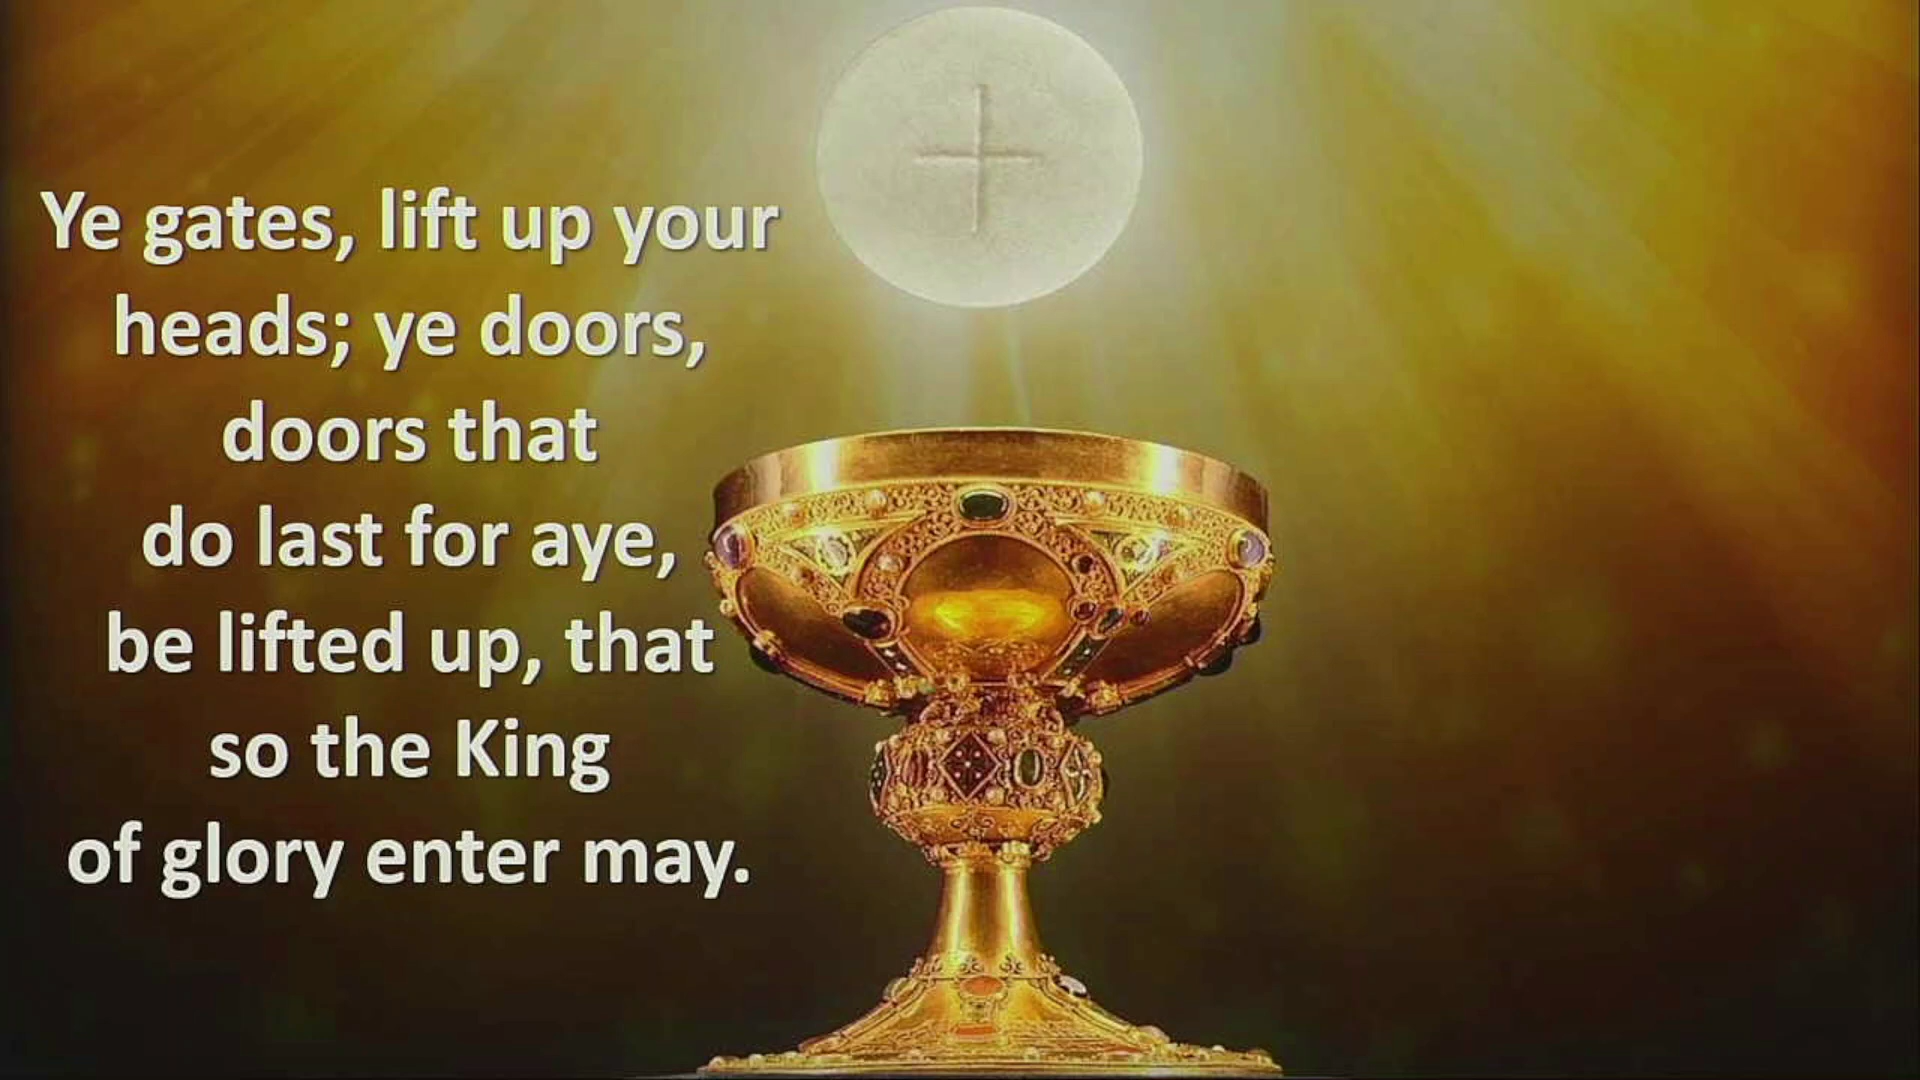 Ye gates, lift up your
heads; ye doors,
doors that
do last for aye,
be lifted up, that
so the King
of glory enter may.